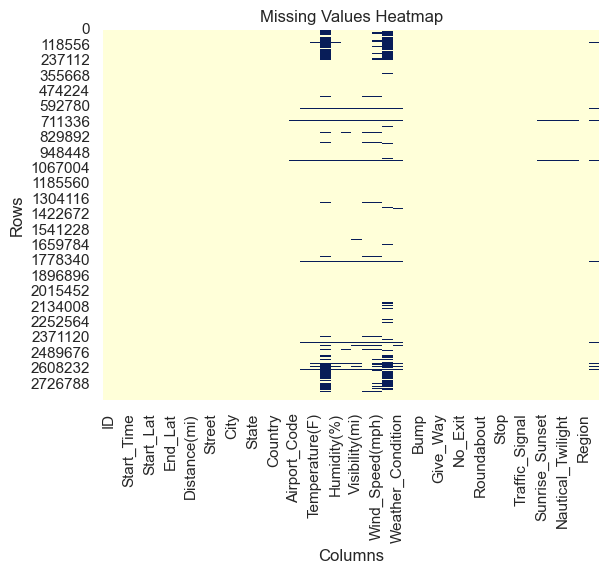 Missing Values Heatmap
0
118556
237112
355668
474224
592780
711336
829892
948448
1067004
1185560
1304116
1422672
1541228
1659784
1778340
1896896
2015452
2134008
2252564
2371120
2489676
2608232
2726788
Rows
ID
Start_Time
Start_Lat
End_Lat
Distance(mi)
Street
City
State
Country
Airport_Code
Temperature(F)
Humidity(%)
Visibility(mi)
Wind_Speed(mph)
Weather_Condition
Bump
Give_Way
No_Exit
Roundabout
Stop
Traffic_Signal
Sunrise_Sunset
Nautical_Twilight
Region
Columns